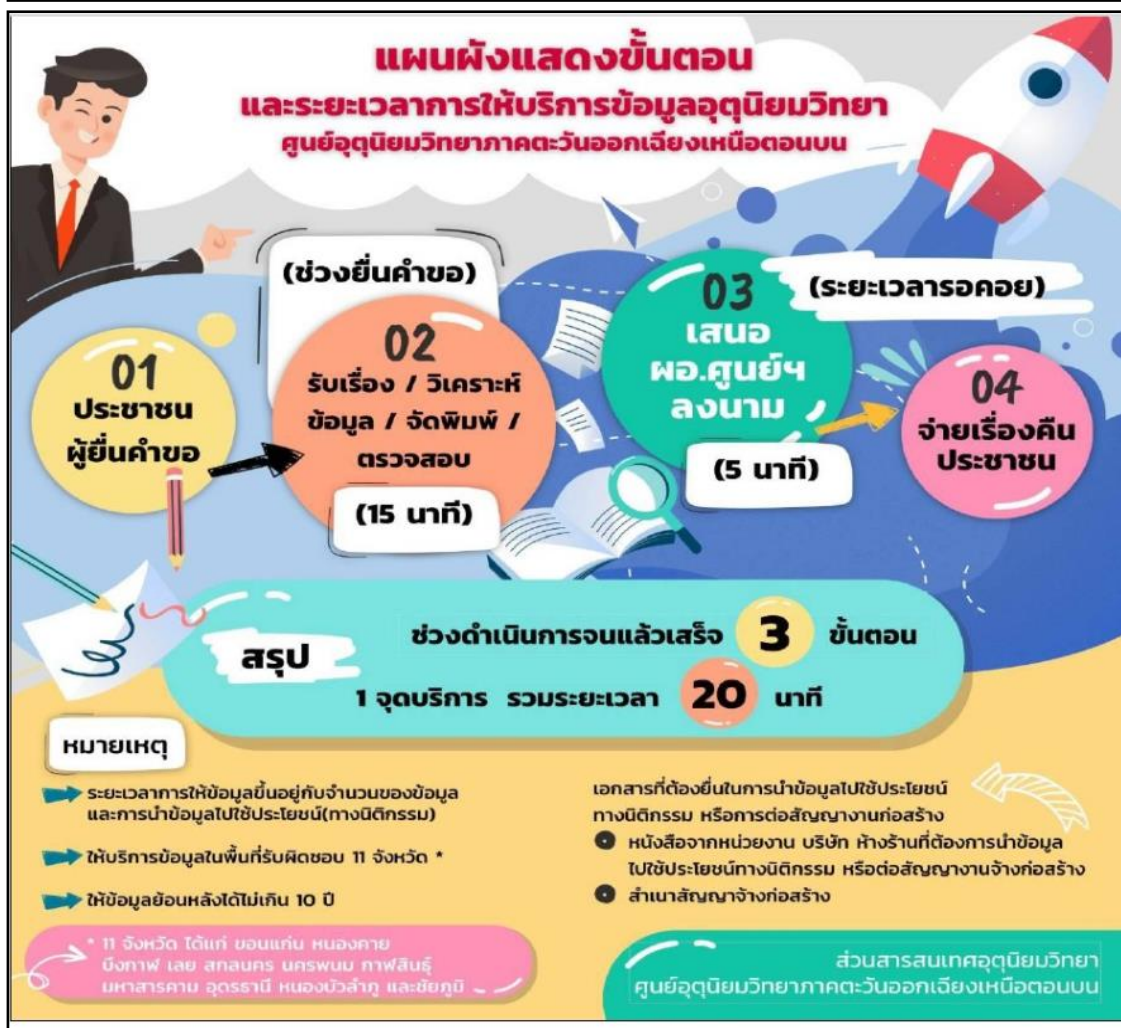 แผนผังแสดงขั้นตอน
และระยะเวลาการให้บริการข้อมูลอุตุนิยมวิทยา
ศูนย์อุตุนิยมวิทยาภาคตะวันออกเฉียงเหนือตอนบน
01
ประชาชน
ผู้ยื่นคำขอ
(ช่วงยื่นคำขอ)
02
รับเรื่อง / วิเคราะห์
ข้อมูล / จัดพิมพ์ /
ตรวจสอบ
(15 นาที)
03
เสนอ
ผอ.ศูนย์ฯ
ลงนาม
(5 นาที)
(ระยะเวลารอคอย)
04
จ่ายเรื่องคืน
ประชาชน
สรุป
ช่วงดำเนินการจนแล้วเสร็จ 3 ขั้นตอน
1 จุดบริการ รวมระยะเวลา 20 นาที
หมายเหตุ
ระยะเวลาการให้ข้อมูลขึ้นอยู่กับจำนวนของข้อมูล
และการนำข้อมูลไปใช้ประโยชน์(ทางนิติกรรม)
ให้บริการข้อมูลในพื้นที่รับผิดชอบ 11 จังหวัด *
ให้ข้อมูลย้อนหลังได้ไม่เกิน 10 ปี
* 11 จังหวัด ได้แก่ ขอนแก่น หนองคาย
บึงกาฬ เลย สกลนคร นครพนม กาฬสินธุ์
มหาสารคาม อุดรธานี หนองบัวลำภู และชัยภูมิ
เอกสารที่ต้องยื่นในการนำข้อมูลไปใช้ประโยชน์
ทางนิติกรรม หรือการต่อสัญญางานก่อสร้าง
หนังสือจากหน่วยงาน บริษัท ห้างร้านที่ต้องการนำข้อมูล
ไปใช้ประโยชน์ทางนิติกรรม หรือต่อสัญญางานจ้างก่อสร้าง
สำเนาสัญญาจ้างก่อสร้าง
ส่วนสารสนเทศอุตุนิยมวิทยา
ศูนย์อุตุนิยมวิทยาภาคตะวันออกเฉียงเหนือตอนบน